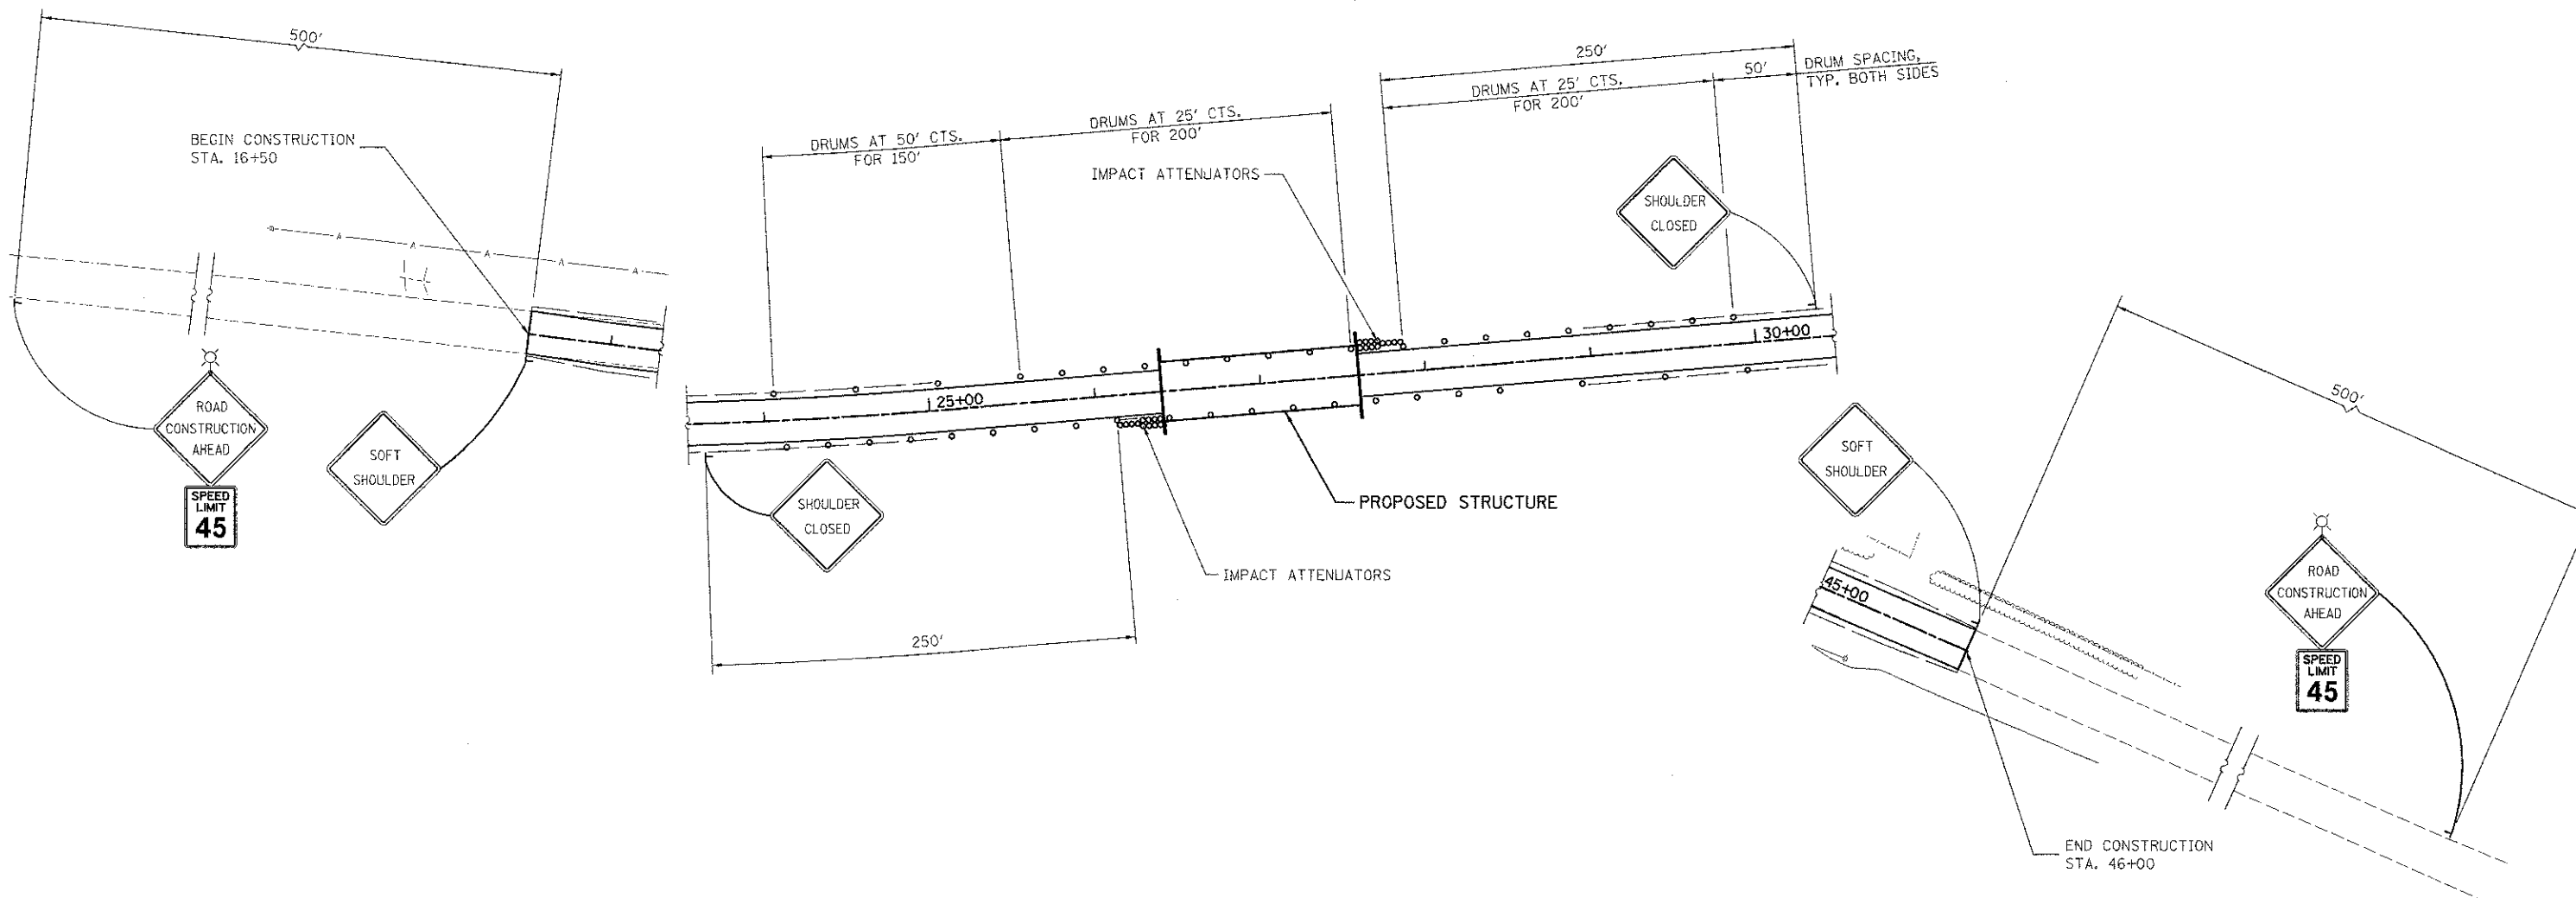 500'
BEGIN CONSTRUCTION
STA. 16+50
ROAD
CONSTRUCTION
AHEAD
SPEED
LIMIT
45
SOFT
SHOULDER
DRUMS AT 50' CTS.
FOR 150'
DRUMS AT 25' CTS.
FOR 200'
IMPACT ATTENUATORS
250'
DRUMS AT 25' CTS.
FOR 200'
50'
DRUM SPACING,
TYP. BOTH SIDES
SHOULDER
CLOSED
25+00
30+00
SHOULDER
CLOSED
PROPOSED STRUCTURE
IMPACT ATTENUATORS
250'
SOFT
SHOULDER
45+00
500'
ROAD
CONSTRUCTION
AHEAD
SPEED
LIMIT
45
END CONSTRUCTION
STA. 46+00
A
A
A
A
A